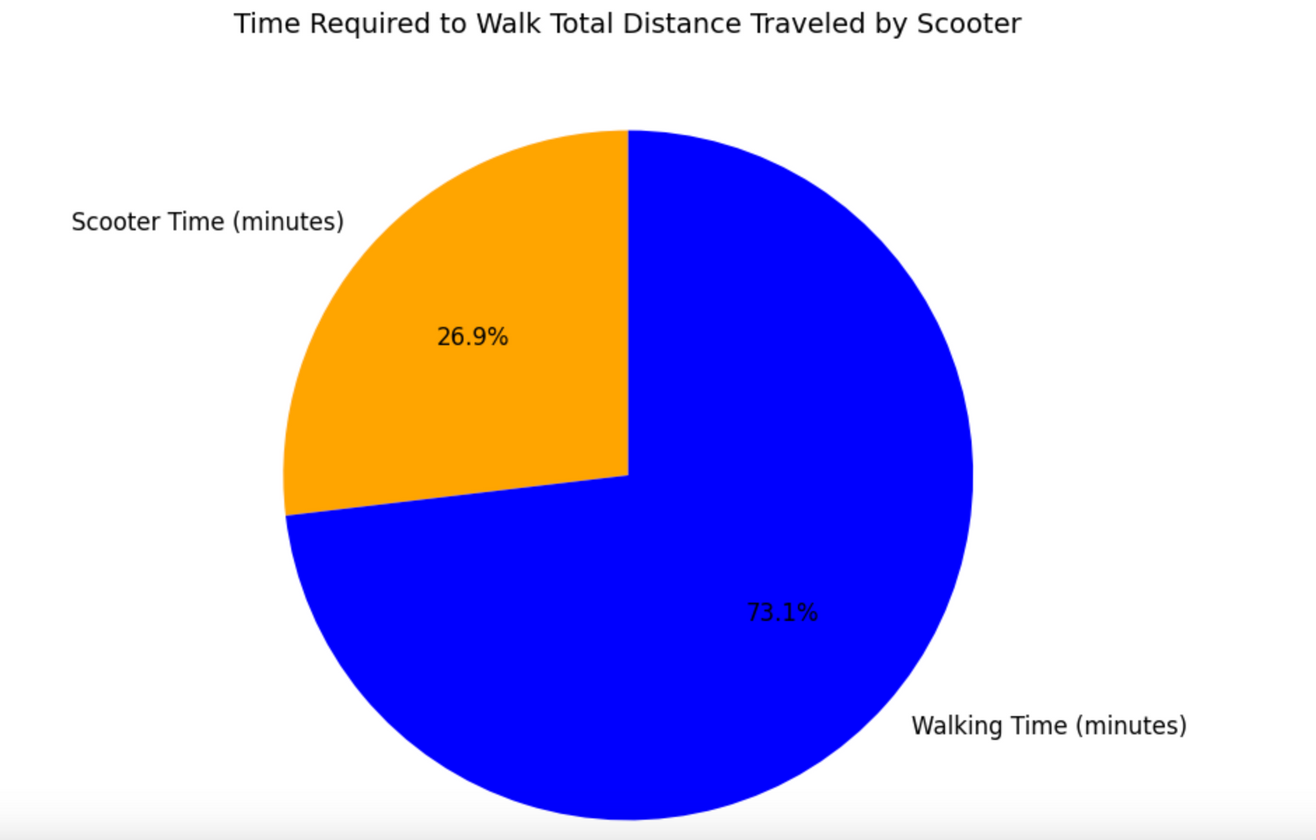 Time Required to Walk Total Distance Traveled by Scooter
Scooter Time (minutes)
26.9%
73.1%
Walking Time (minutes)